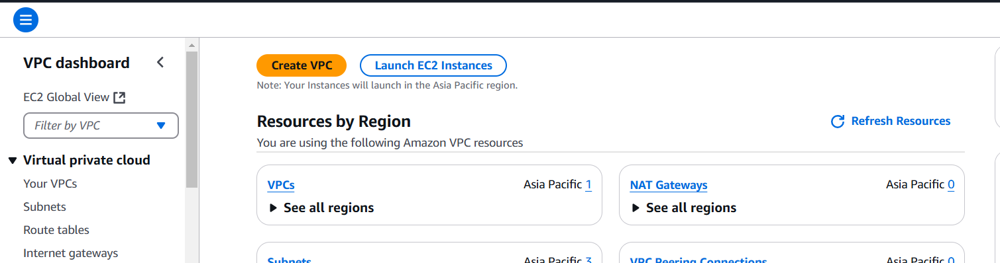 VPC dashboard
EC2 Global View
Filter by VPC
Virtual private cloud
Your VPCs
Subnets
Route tables
Internet gateways
Create VPC
Launch EC2 Instances
Note: Your Instances will launch in the Asia Pacific region.
Resources by Region
Refresh Resources
You are using the following Amazon VPC resources
VPCs Asia Pacific 1
See all regions
NAT Gateways Asia Pacific 0
See all regions
Subnets Asia Pacific 3
VPC Peering Connections Asia Pacific 0